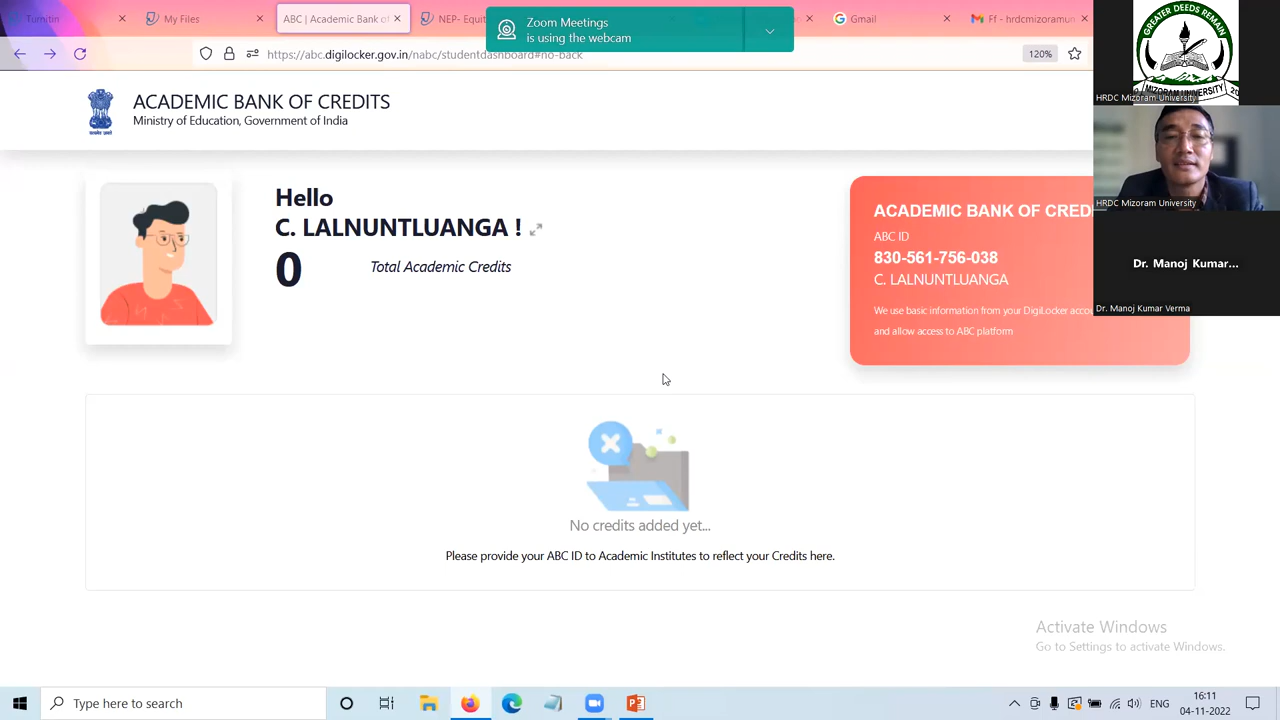 Turnitin
My Files
ABC | Academic Bank of
NEP- Equit
Zoom Meetings
is using the webcam
Gmail
Ff - hrdcmizoramun
https://abc.digilocker.gov.in/nabc/studentdashboard#no-back
120%
GREATER DEEDS REMAIN
MIZORAM UNIVERSITY
HRDC Mizoram University
ACADEMIC BANK OF CREDITS
Ministry of Education, Government of India
HRDC Mizoram University
Dr. Manoj Kumar...
Dr. Manoj Kumar Verma
Hello
C. LALNUNTLUANGA !
0
Total Academic Credits
ACADEMIC BANK OF CRED
ABC ID
830-561-756-038
C. LALNUNTLUANGA
We use basic information from your DigiLocker acco
and allow access to ABC platform
No credits added yet...
Please provide your ABC ID to Academic Institutes to reflect your Credits here.
Activate Windows
Go to Settings to activate Windows.
Type here to search
ENG
16:11
04-11-2022